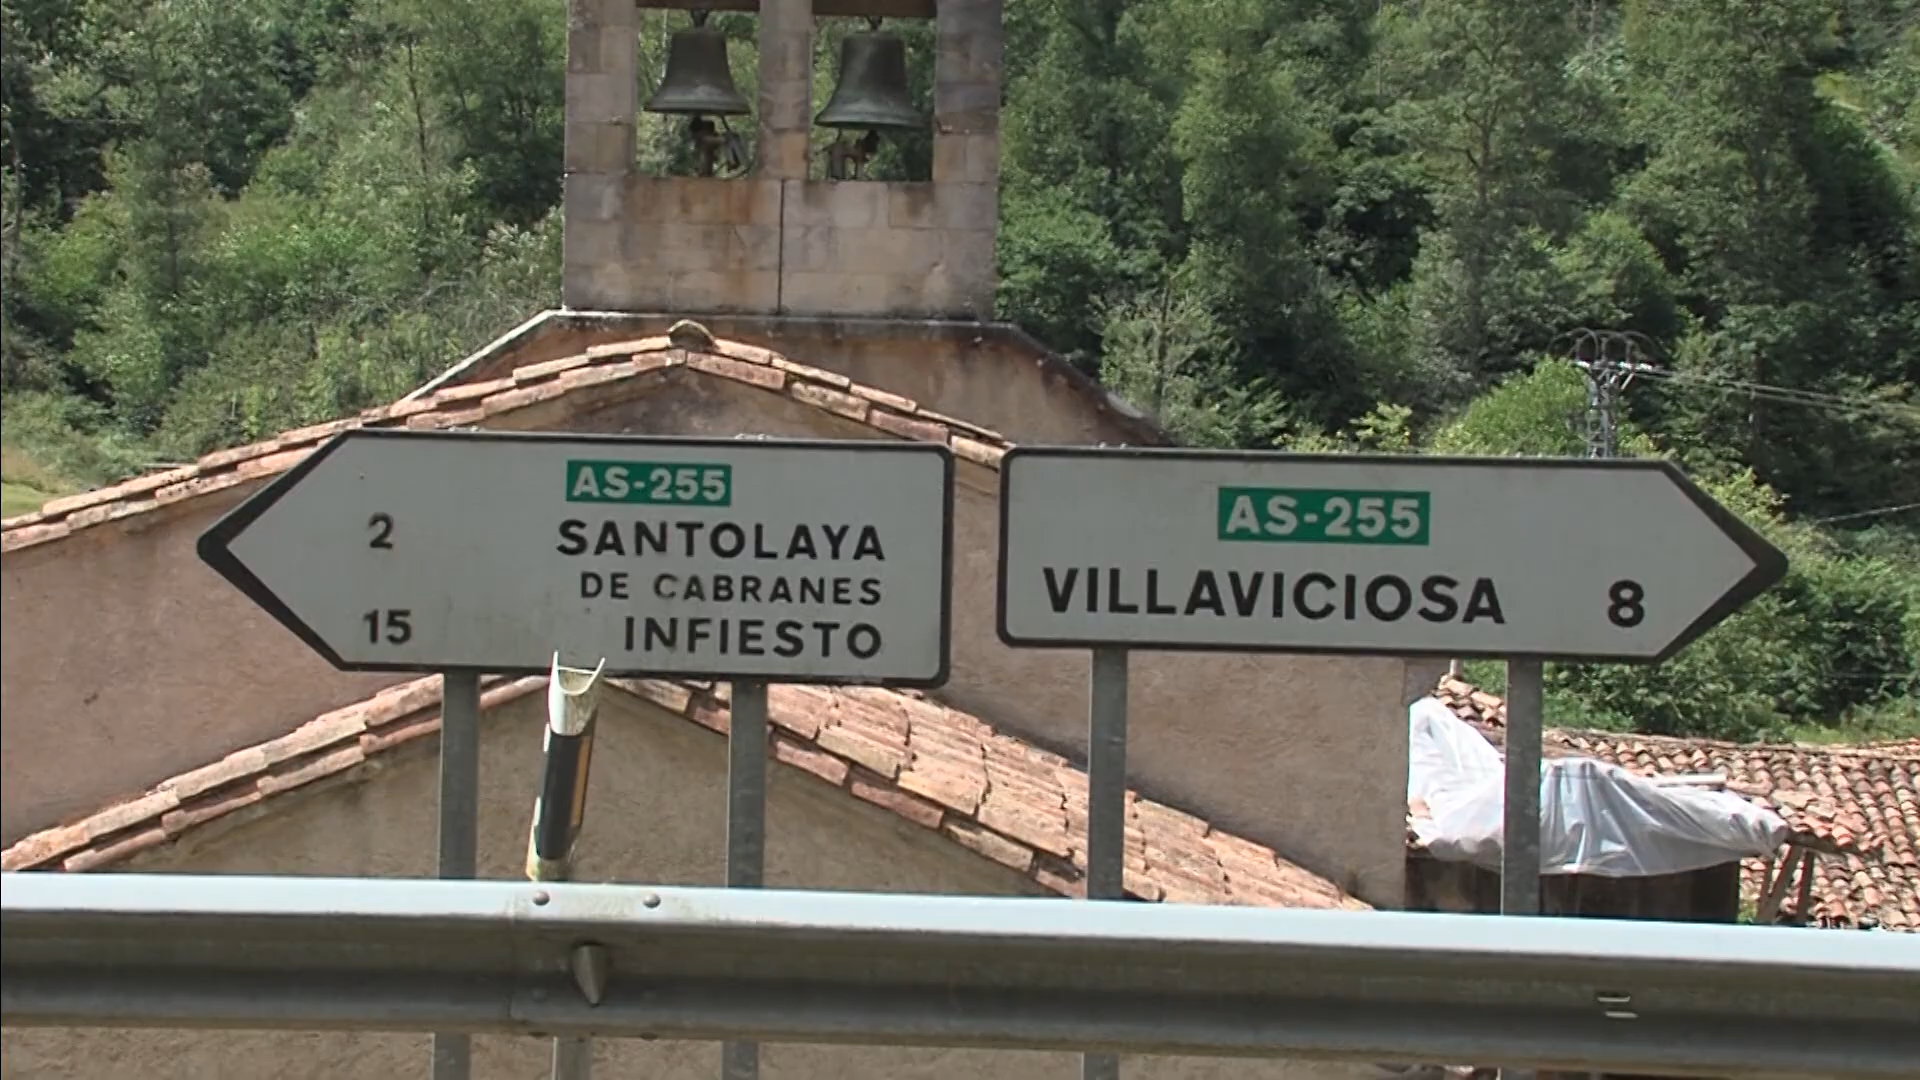 AS-255
2 SANTOLAYA
DE CABRANES
15 INFIESTO
AS-255
VILLAVICIOSA 8